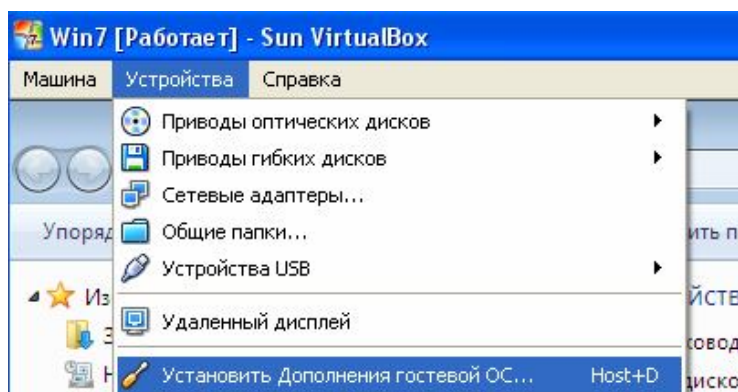 Win7 [Работает] - Sun VirtualBox
Машина Устройства Справка
Приводы оптических дисков
Приводы гибких дисков
Сетевые адаптеры...
Общие папки...
Устройства USB
Удаленный дисплей
Установить Дополнения гостевой ОС... Host+D